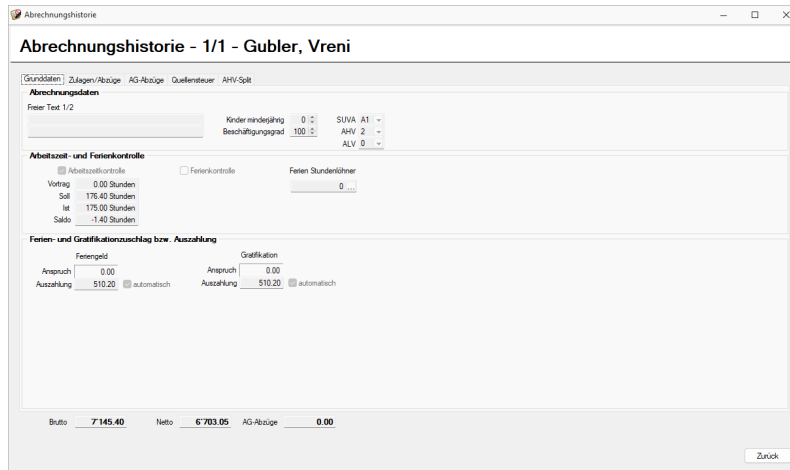 Abrechnungshistorie
Abrechnungshistorie - 1/1 - Gubler, Vreni
Grunddaten Zulagen/Abzüge AG-Abzüge Quellensteuer AHV-Split
Abrechnungsdaten
Freier Text 1/2
Kinder minderjährig 0 SUVA A1
Beschäftigungsgrad 100 AHV 2
ALV 0
Arbeitszeit- und Ferienkontrolle
Arbeitszeitkontrolle Ferienkontrolle Ferien Stundenlöhner
Vortrag 0.00 Stunden 0 ...
Soll 176.40 Stunden
Ist 175.00 Stunden
Saldo -1.40 Stunden
Ferien- und Gratifikationzuschlag bzw. Auszahlung
Feriengeld Gratifikation
Anspruch 0.00 Anspruch 0.00
Auszahlung 510.20 automatisch Auszahlung 510.20 automatisch
Brutto 7'145.40 Netto 6'703.05 AG-Abzüge 0.00
Zurück